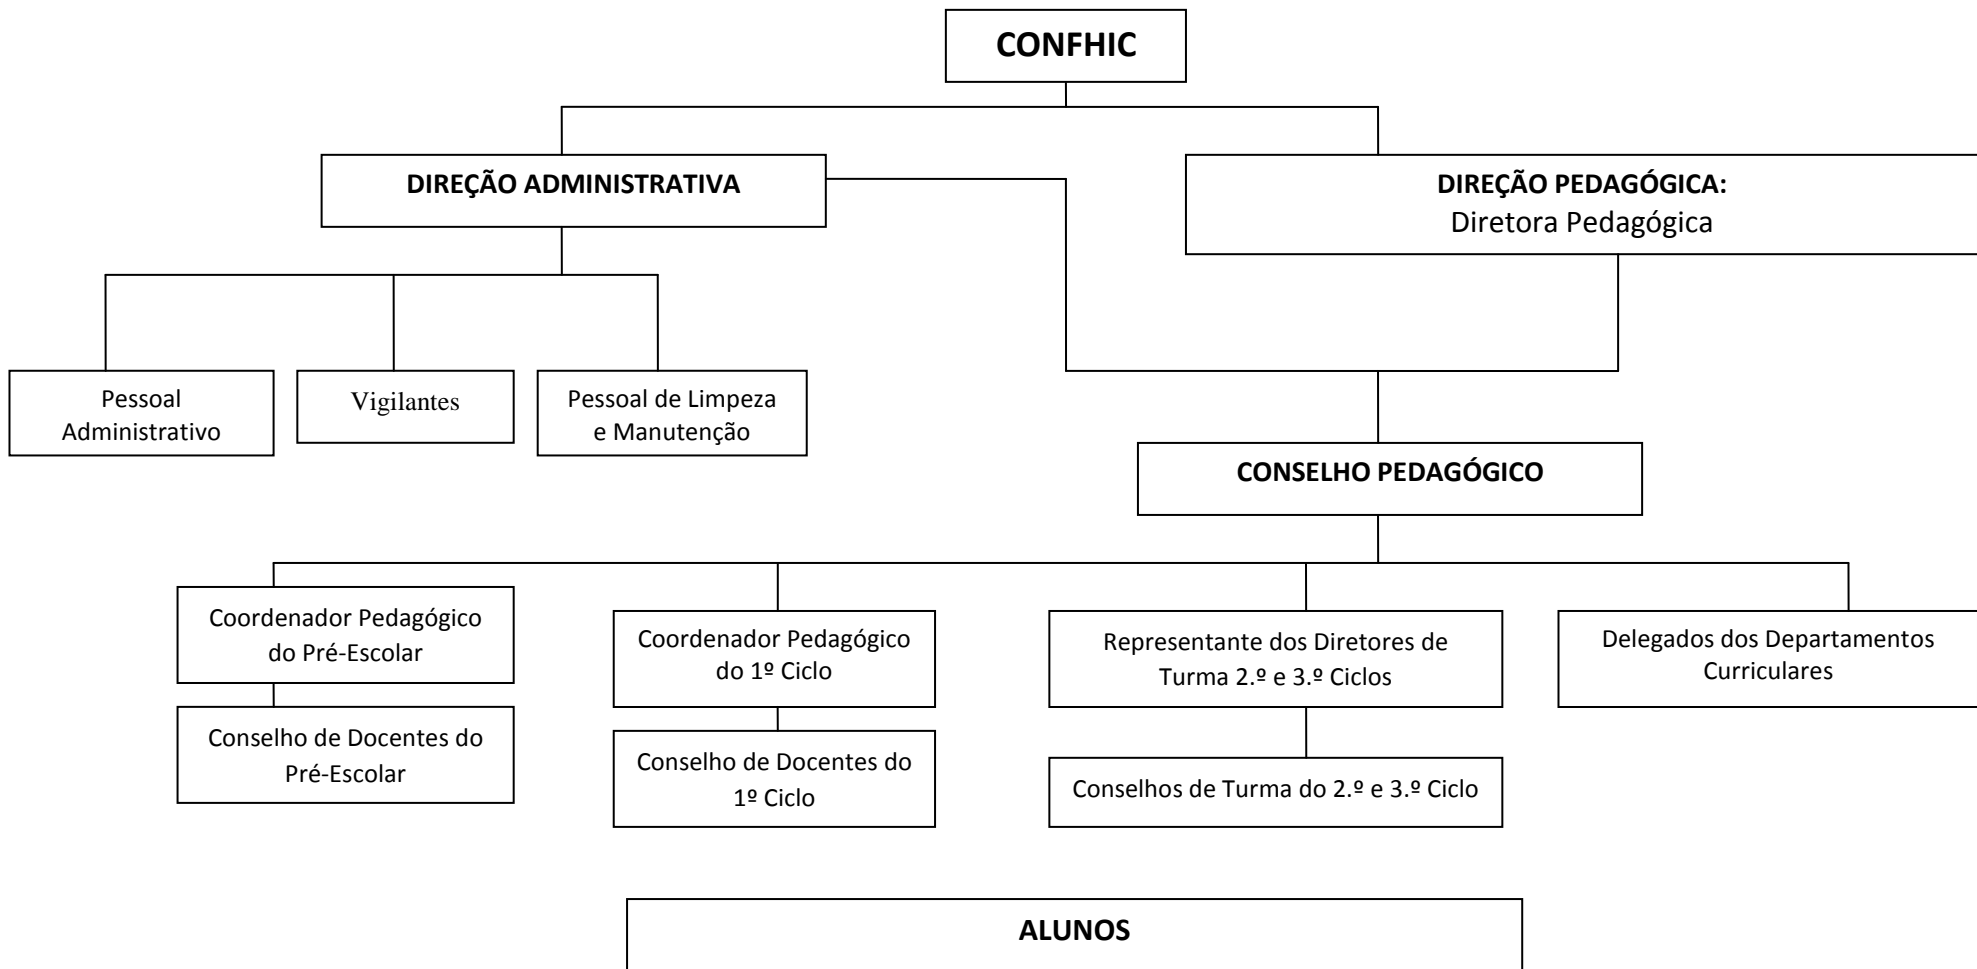 CONFHIC
DIREÇÃO ADMINISTRATIVA
DIREÇÃO PEDAGÓGICA:
Diretora Pedagógica
Pessoal
Administrativo
Vigilantes
Pessoal de Limpeza
e Manutenção
CONSELHO PEDAGÓGICO
Coordenador Pedagógico
do Pré-Escolar
Coordenador Pedagógico
do 1º Ciclo
Representante dos Diretores de
Turma 2.º e 3.º Ciclos
Delegados dos Departamentos
Curriculares
Conselho de Docentes do
Pré-Escolar
Conselho de Docentes do
1º Ciclo
Conselhos de Turma do 2.º e 3.º Ciclo
ALUNOS